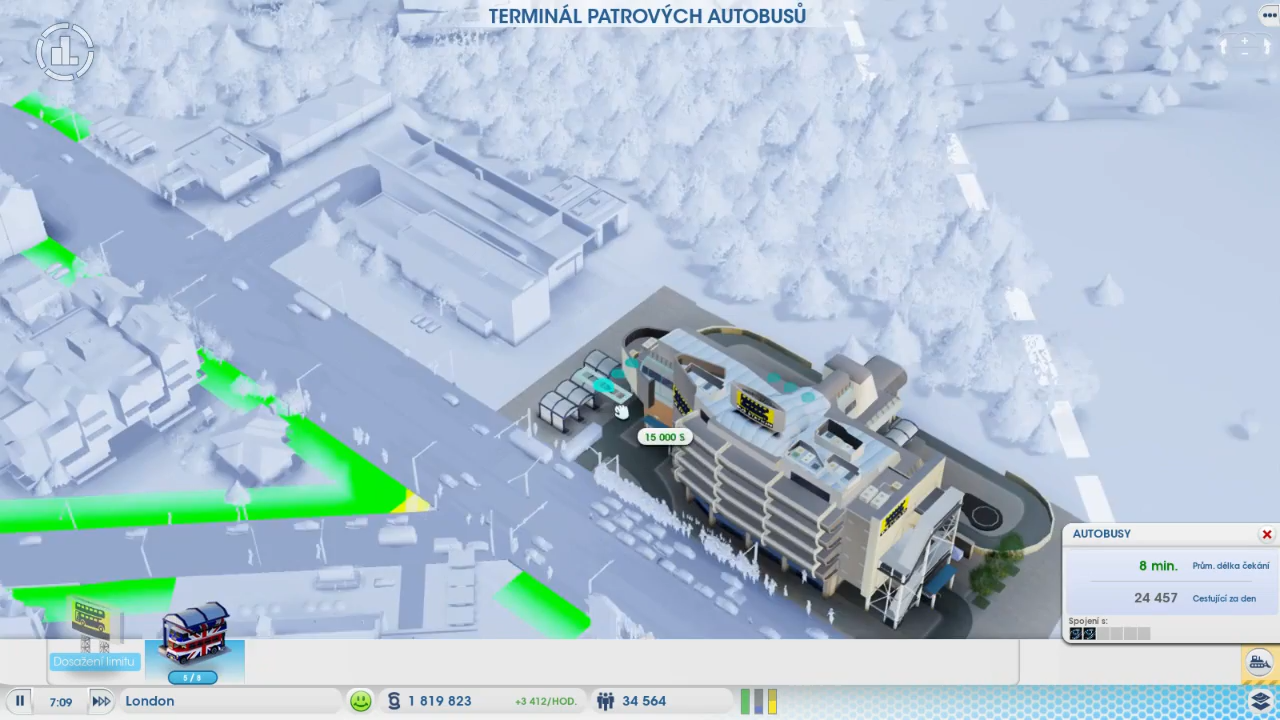 TERMINÁL PATROVÝCH AUTOBUSŮ
15 000 §
AUTOBUSY
8 min. Prům. délka čekání
24 457 Cestující za den
Spojení s:
Dosažení limitu
5 / 8
7:09
London
1 819 823
+3 412/HOD.
34 564